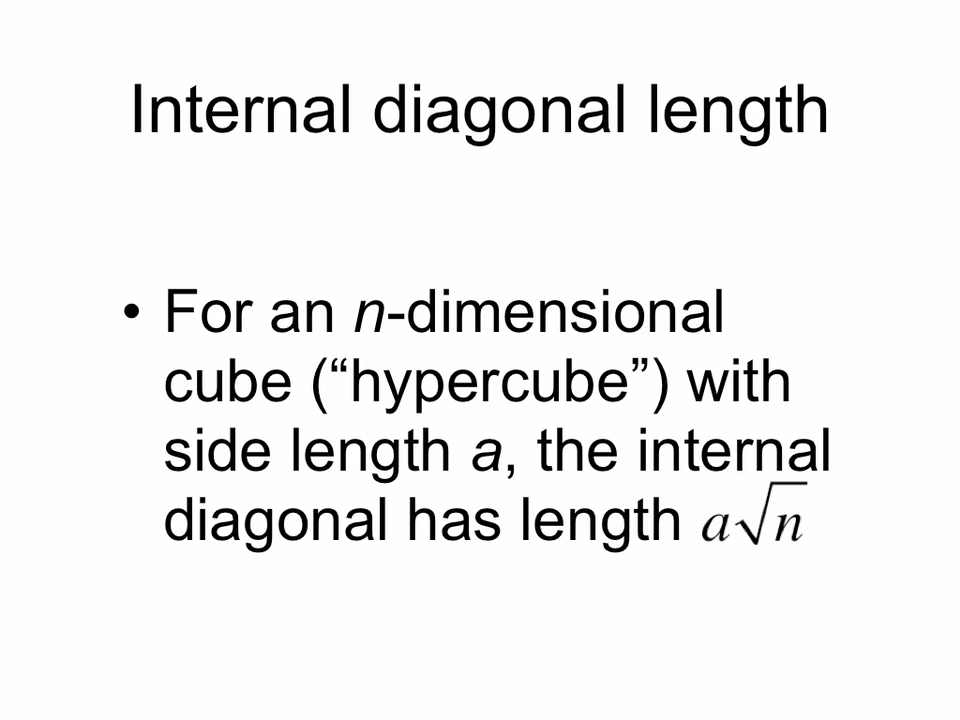 Internal diagonal length
• For an n-dimensional
cube (“hypercube”) with
side length a, the internal
diagonal has length a√n